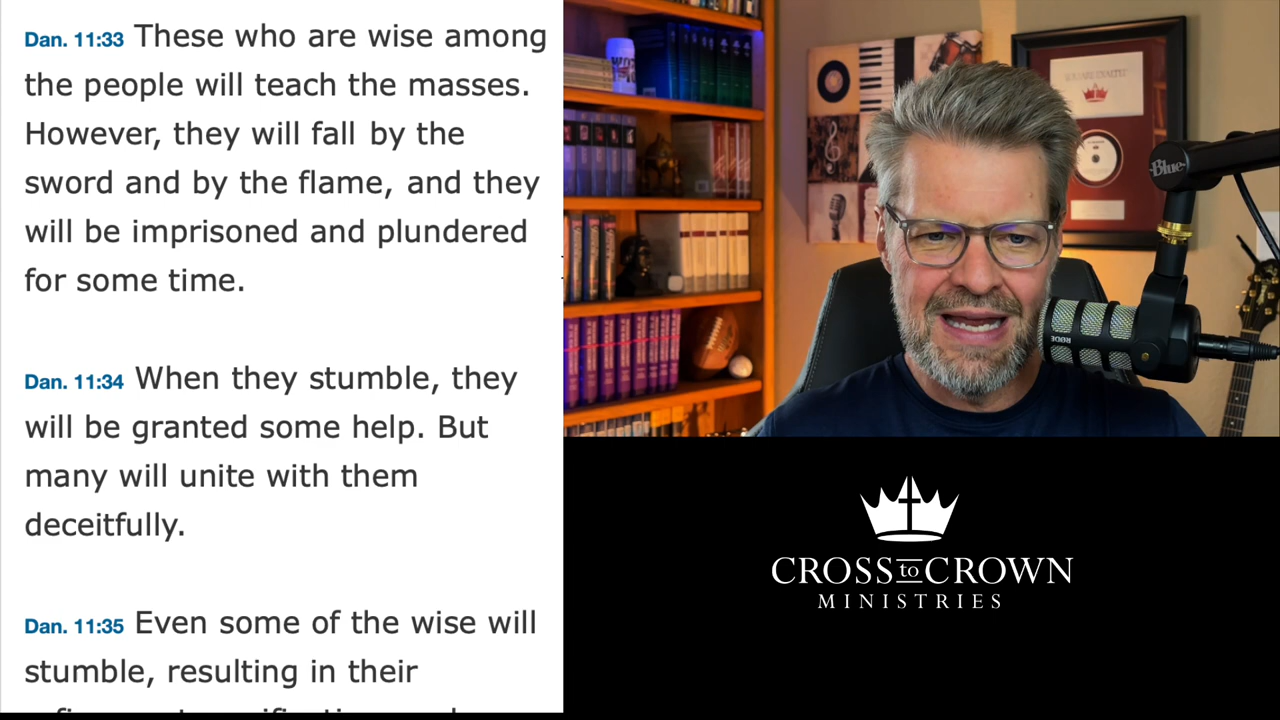 Dan. 11:33 These who are wise among
the people will teach the masses.
However, they will fall by the
sword and by the flame, and they
will be imprisoned and plundered
for some time.
Dan. 11:34 When they stumble, they
will be granted some help. But
many will unite with them
deceitfully.
Dan. 11:35 Even some of the wise will
stumble, resulting in their
Blue
RØDE
CROSS to CROWN
MINISTRIES